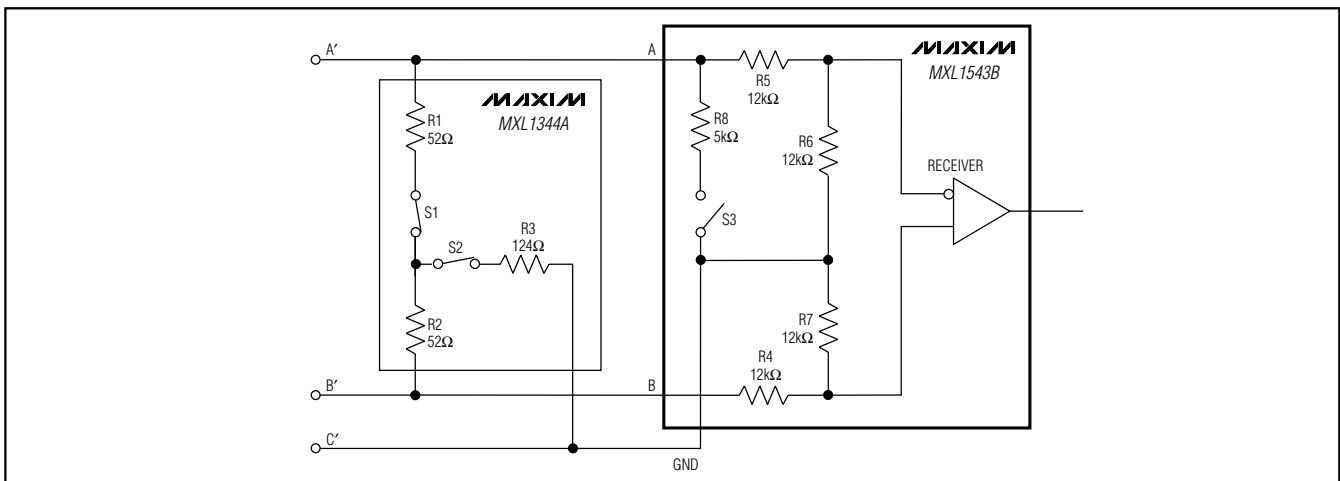 A′
A
MAXIM
MXL1543B
R5
12kΩ
MAXIM
MXL1344A
R1
52Ω
R8
5kΩ
R6
12kΩ
RECEIVER
S1
S3
R3
124Ω
S2
R2
52Ω
R7
12kΩ
R4
12kΩ
B′
B
C′
GND